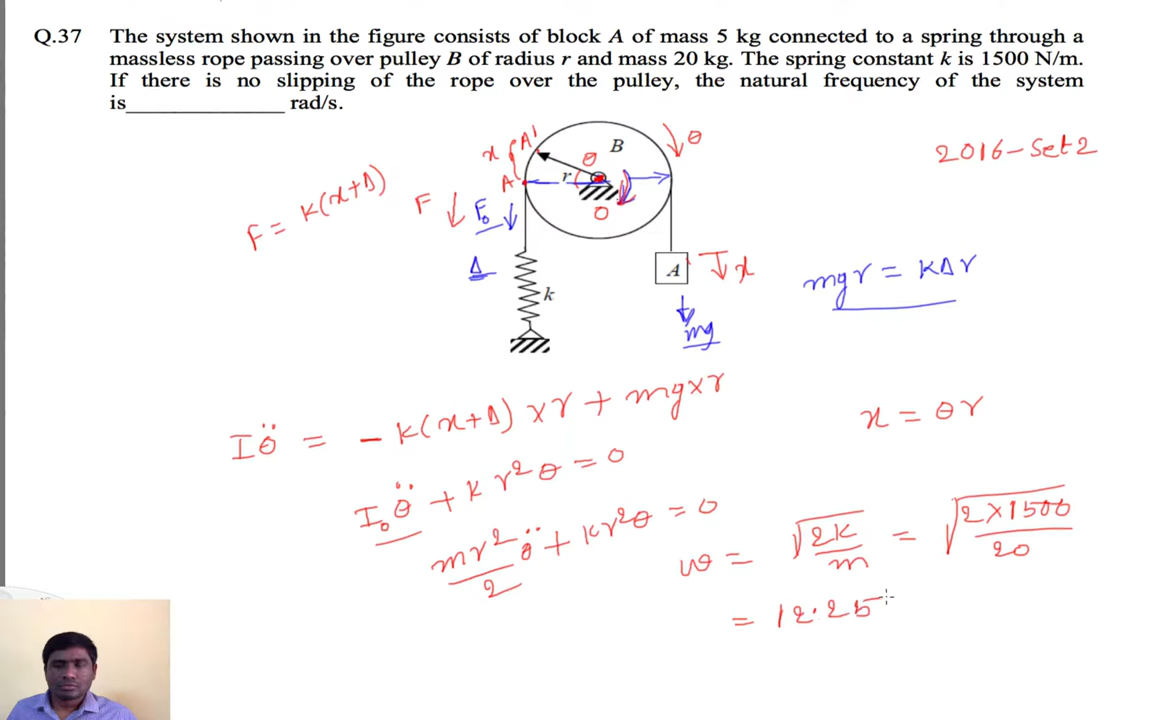 Q.37 The system shown in the figure consists of block A of mass 5 kg connected to a spring through a
massless rope passing over pulley B of radius r and mass 20 kg. The spring constant k is 1500 N/m.
If there is no slipping of the rope over the pulley, the natural frequency of the system
is______________ rad/s.
2016-Set2
x A' θ B θ
A r
F = k(x+Δ)
F F₀ O
Δ k A x
mgr = kΔr
mg
Iθ̈ = -k(x+Δ)×r + mg×r
x = θr
I₀θ̈ + kr²θ = 0
mr²/2 θ̈ + kr²θ = 0
ω = √(2k/m) = √(2×1500/20)
= 12.25